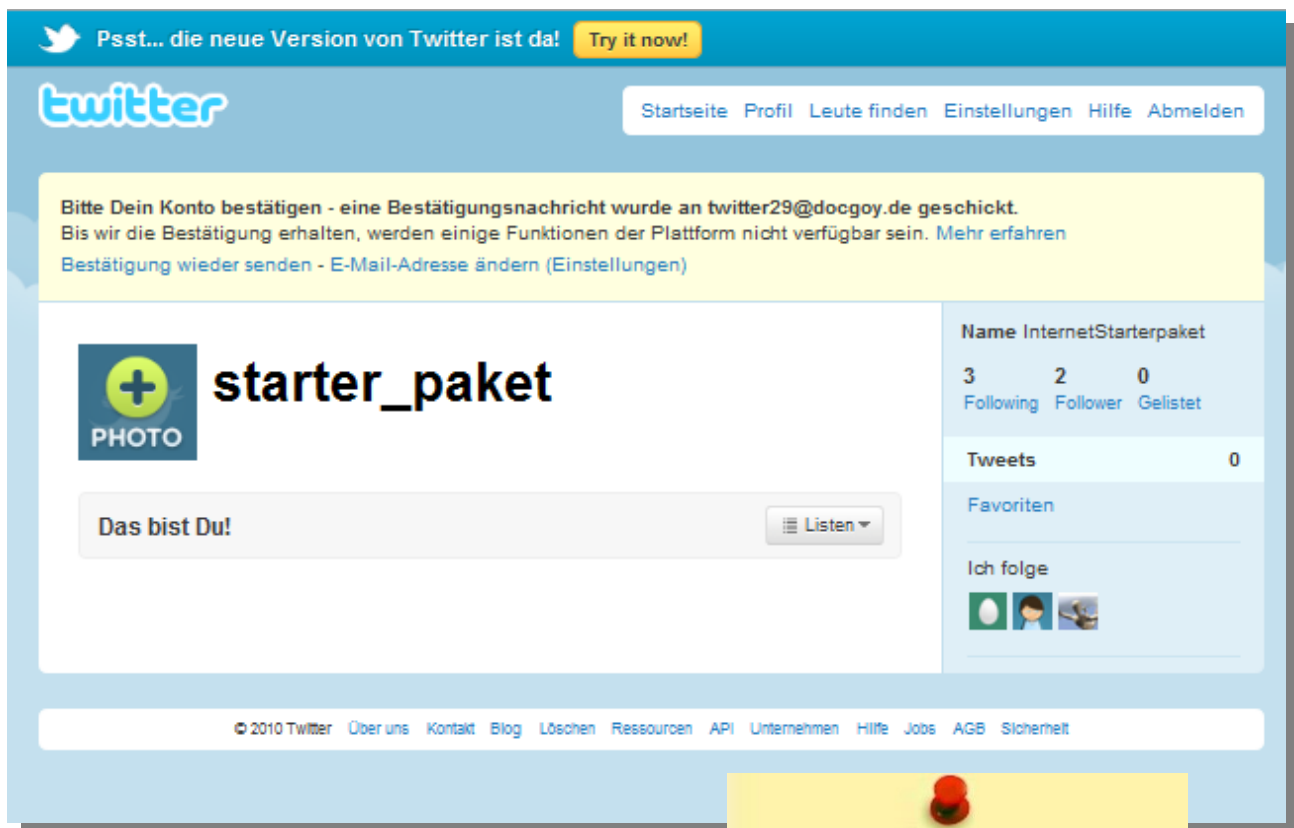 Psst... die neue Version von Twitter ist da! Try it now!
twitter
Startseite Profil Leute finden Einstellungen Hilfe Abmelden
Bitte Dein Konto bestätigen - eine Bestätigungsnachricht wurde an twitter29@docgoy.de geschickt.
Bis wir die Bestätigung erhalten, werden einige Funktionen der Plattform nicht verfügbar sein. Mehr erfahren
Bestätigung wieder senden - E-Mail-Adresse ändern (Einstellungen)
PHOTO
starter_paket
Das bist Du!
Listen
Name InternetStarterpaket
3 2 0
Following Follower Gelistet
Tweets 0
Favoriten
Ich folge
© 2010 Twitter Über uns Kontakt Blog Löschen Ressourcen API Unternehmen Hilfe Jobs AGB Sicherheit